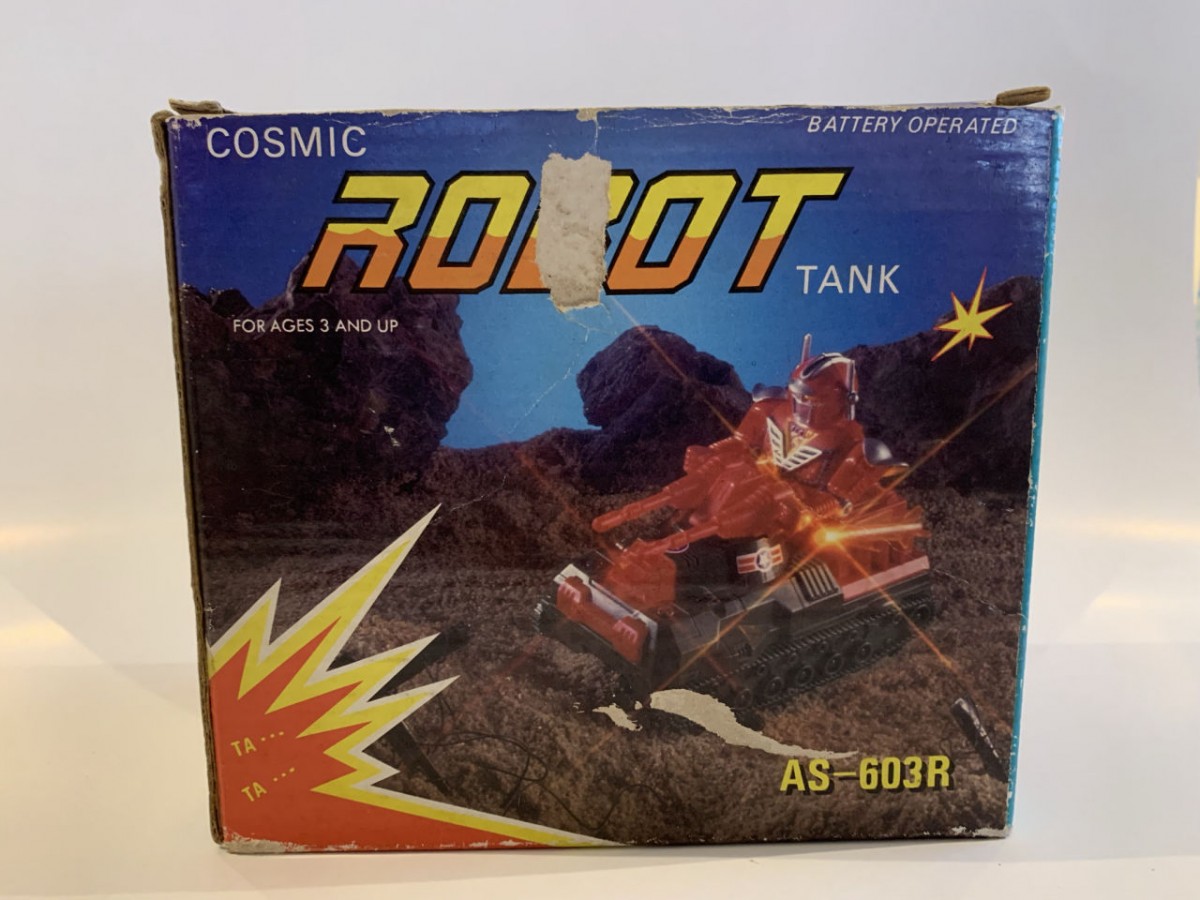 COSMIC
BATTERY OPERATED
ROBOT
TANK
FOR AGES 3 AND UP
TA...
TA...
AS-603R